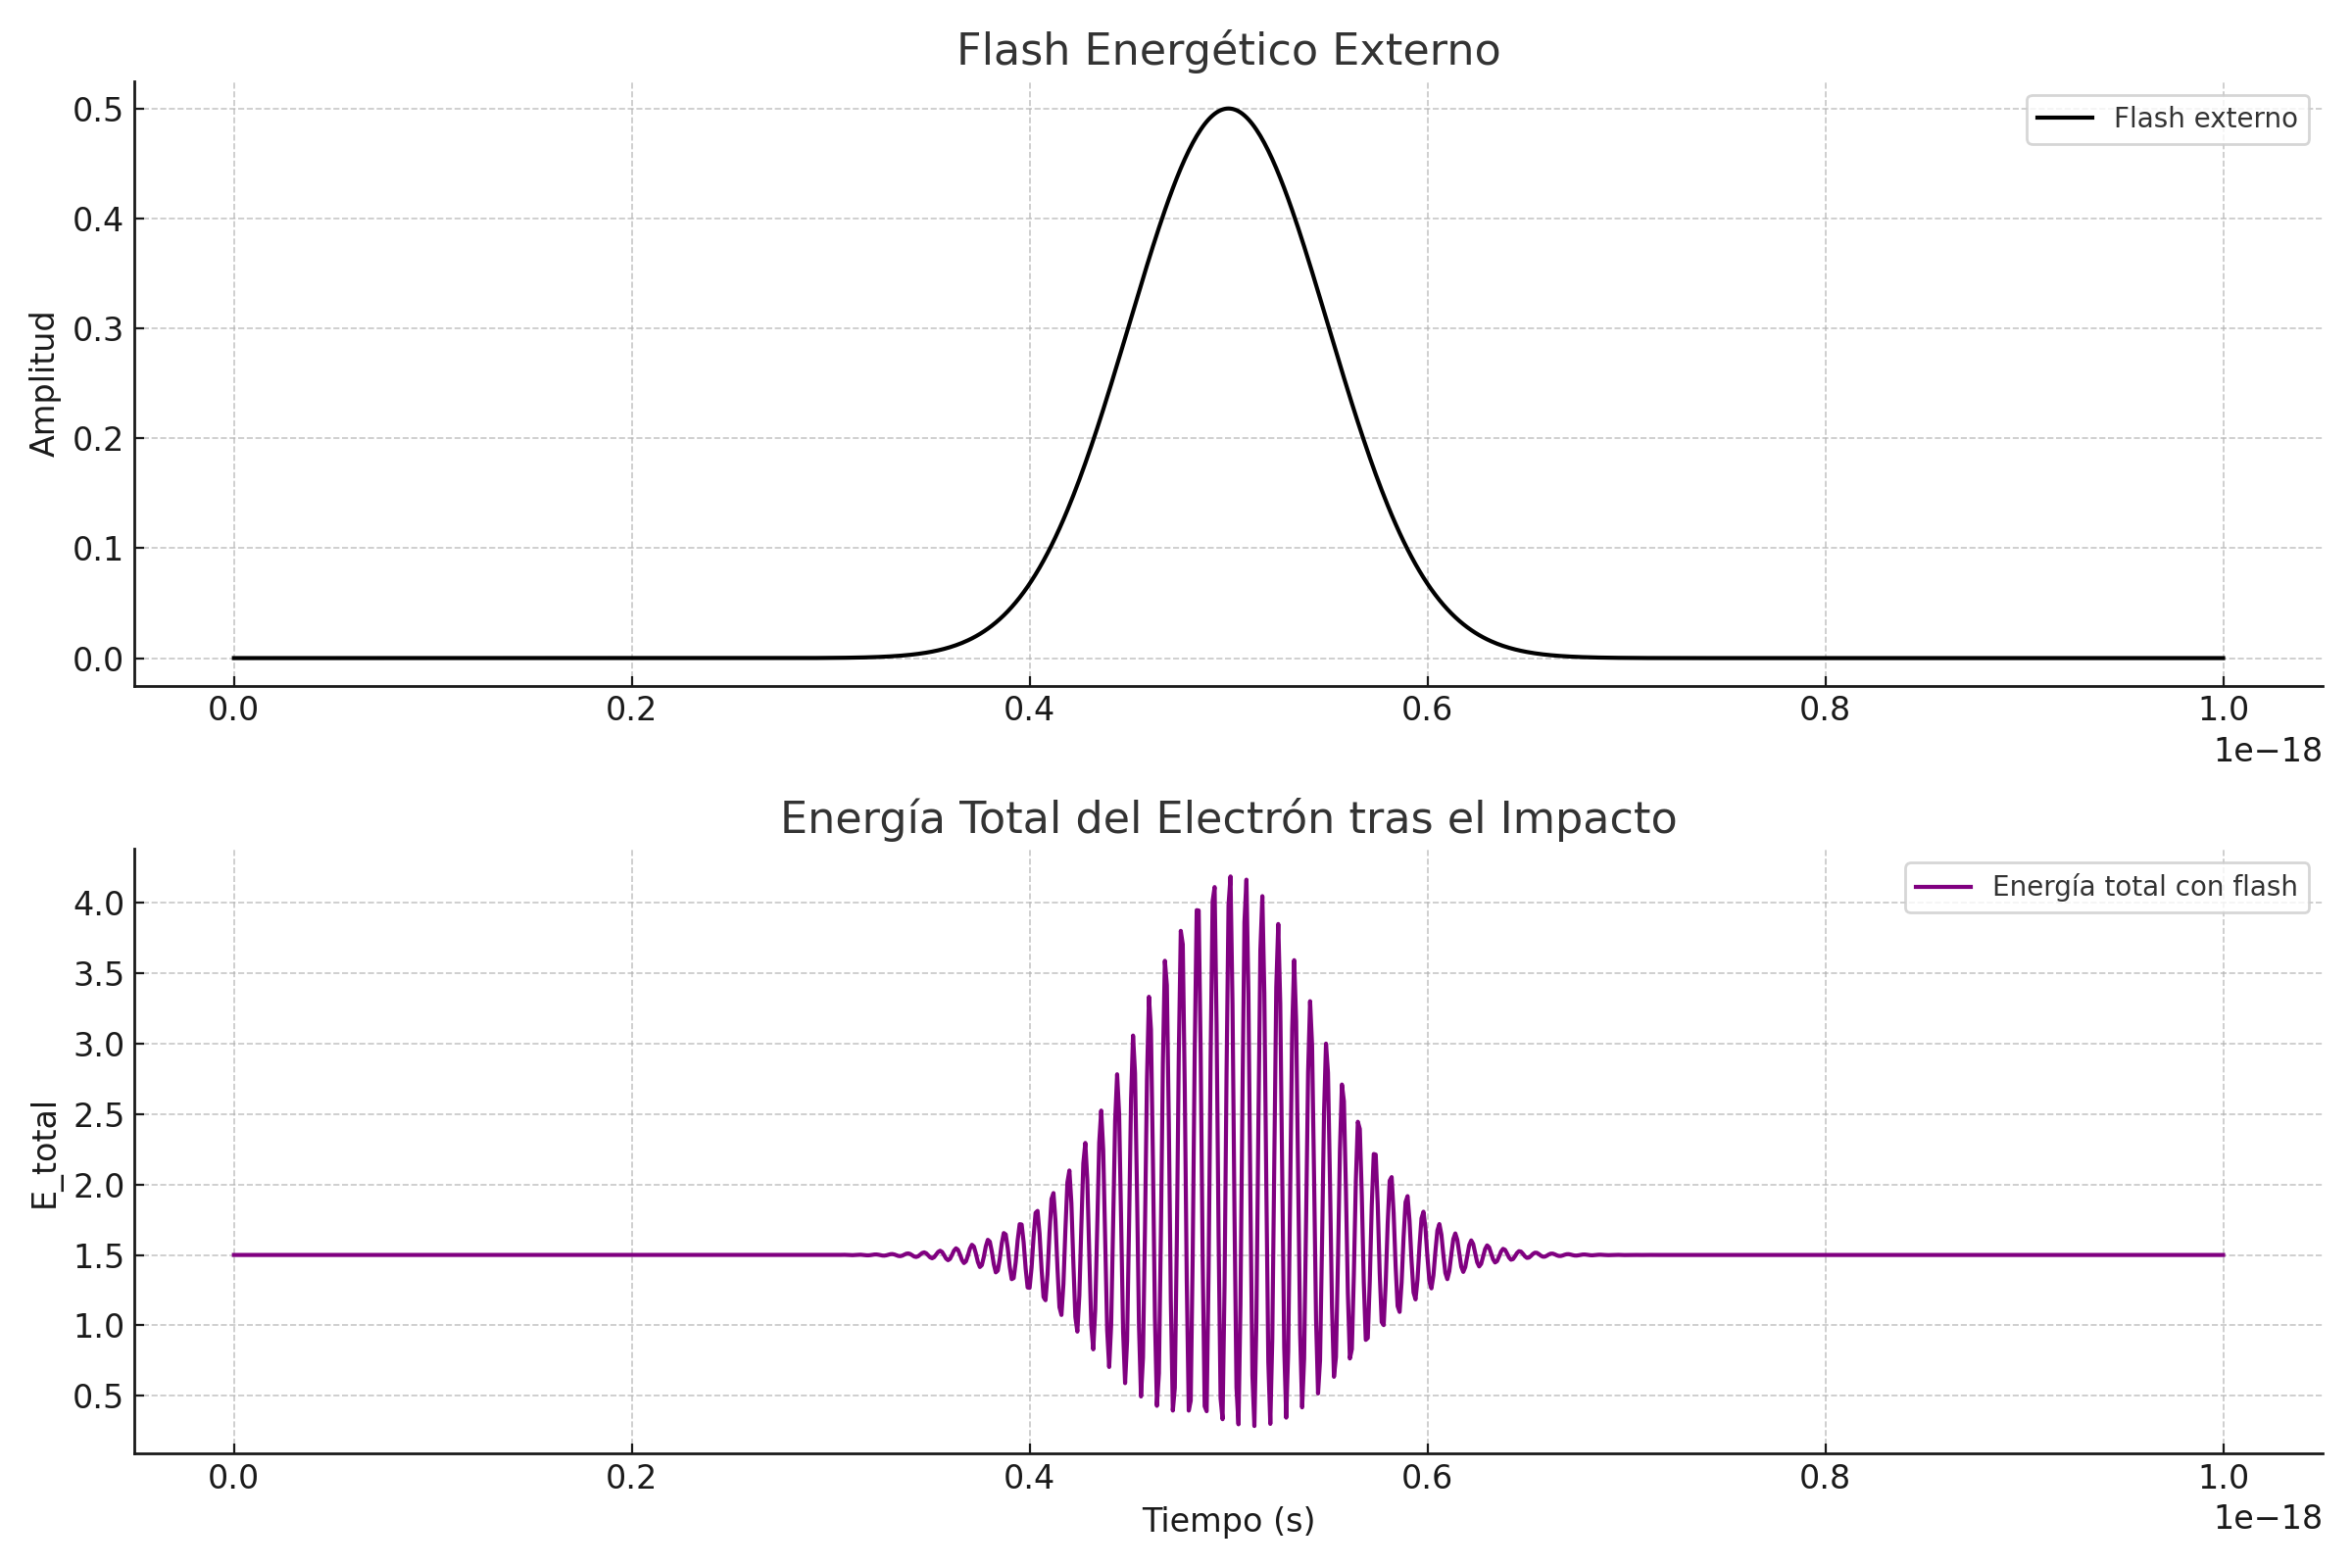 Flash Energético Externo
Flash externo
Amplitud
0.5
0.4
0.3
0.2
0.1
0.0
0.0 0.2 0.4 0.6 0.8 1.0
1e−18
Energía Total del Electrón tras el Impacto
Energía total con flash
E_total
4.0
3.5
3.0
2.5
2.0
1.5
1.0
0.5
0.0 0.2 0.4 0.6 0.8 1.0
1e−18
Tiempo (s)